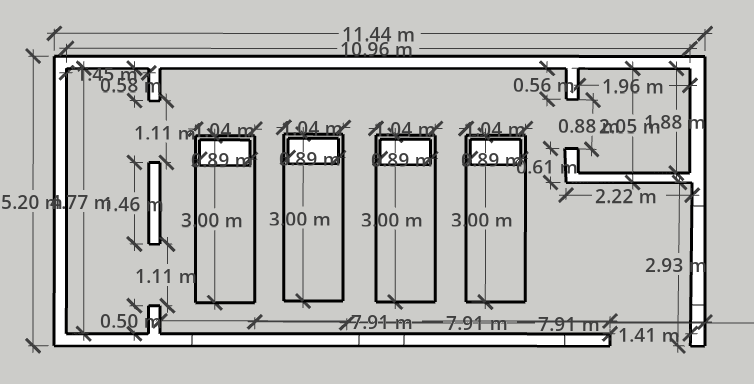 11.44 m
10.96 m
1.45 m
0.58 m
0.56 m
1.96 m
1.11 m
1.04 m
1.04 m
1.04 m
1.04 m
0.88 m
2.05 m
1.88 m
0.89 m
0.89 m
0.89 m
0.89 m
0.61 m
5.20 m
4.77 m
1.46 m
2.22 m
3.00 m
3.00 m
3.00 m
3.00 m
2.93 m
1.11 m
0.50 m
7.91 m
7.91 m
7.91 m
1.41 m